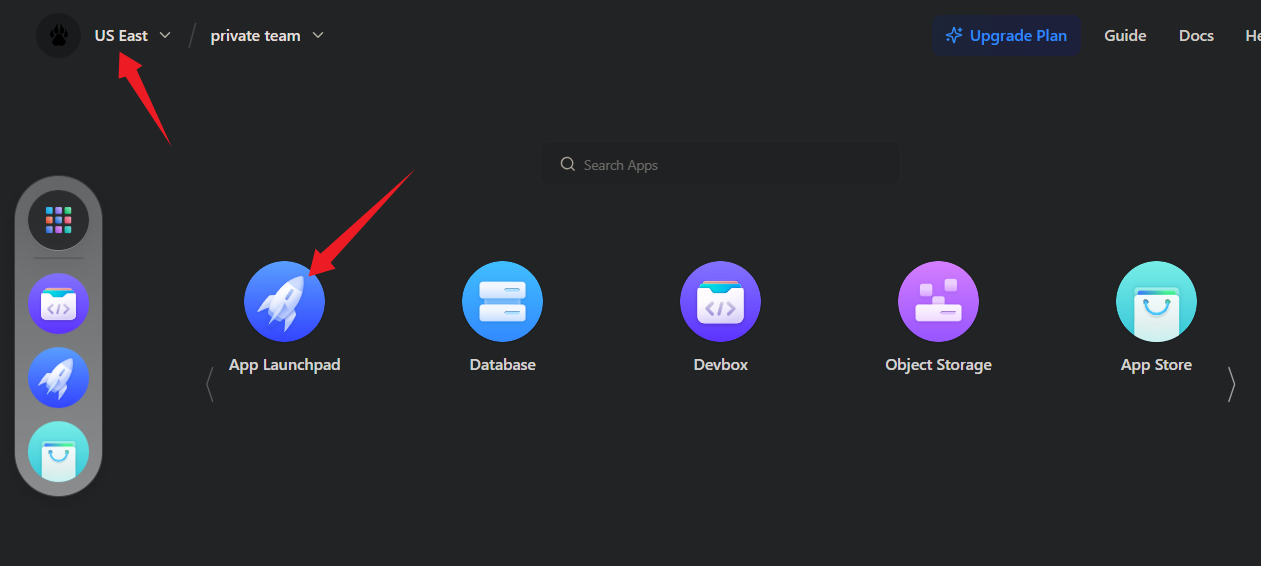 US East / private team
Upgrade Plan
Guide
Docs
He
Search Apps
App Launchpad
Database
Devbox
Object Storage
App Store